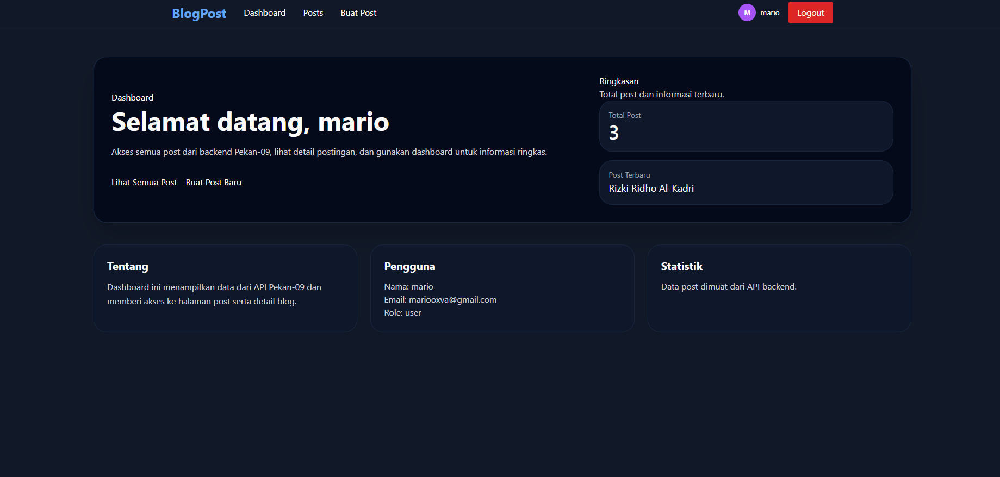 BlogPost
Dashboard
Posts
Buat Post
M
mario
Logout
Dashboard
Selamat datang, mario
Akses semua post dari backend Pekan-09, lihat detail postingan, dan gunakan dashboard untuk informasi ringkas.
Lihat Semua Post
Buat Post Baru
Ringkasan
Total post dan informasi terbaru.
Total Post
3
Post Terbaru
Rizki Ridho Al-Kadri
Tentang
Dashboard ini menampilkan data dari API Pekan-09 dan
memberi akses ke halaman post serta detail blog.
Pengguna
Nama: mario
Email: mariooxva@gmail.com
Role: user
Statistik
Data post dimuat dari API backend.